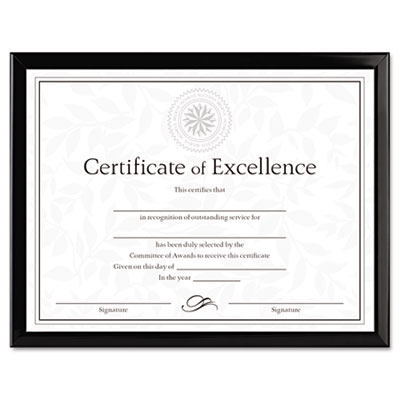 Certificate of Excellence
This certifies that
in recognition of outstanding service for
has been duly selected by the
Committee of Awards to receive this certificate
Given on this day of
In the year
Signature Signature